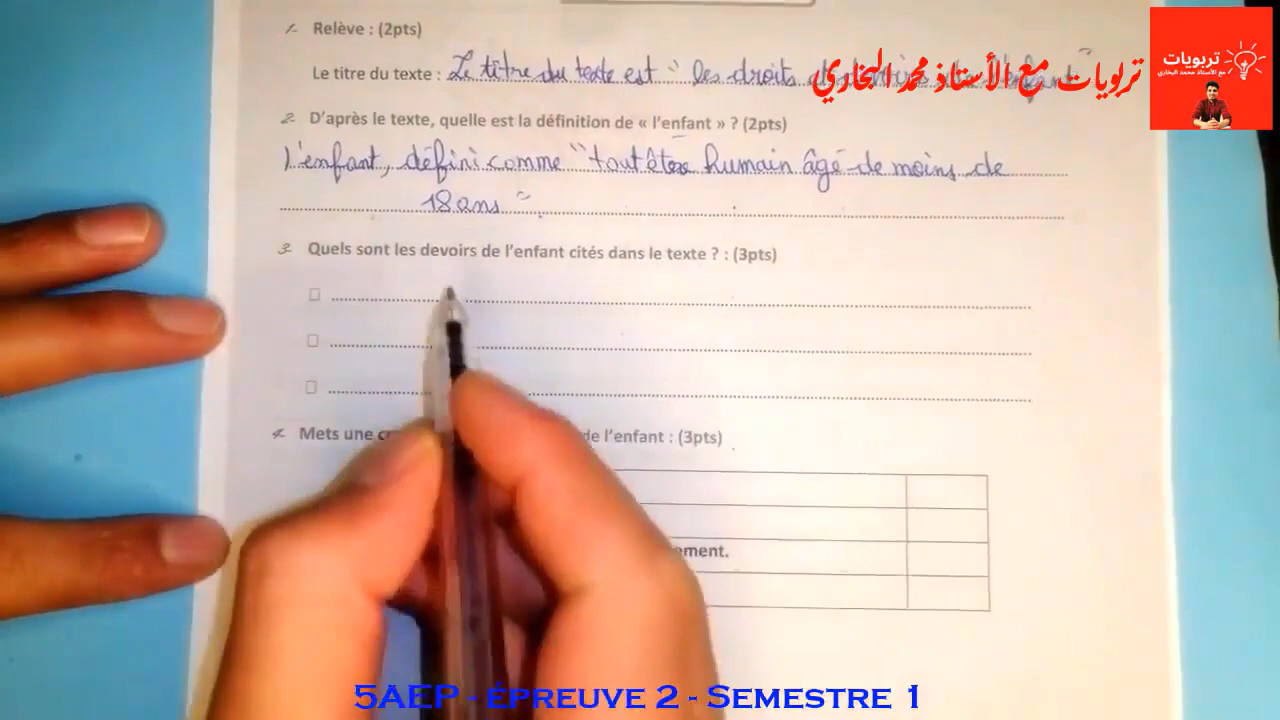 1- Relève : (2pts)
Le titre du texte : Le titre du texte est " les droits
تربويات مع الأستاذ محمد البخاري
تربويات
مع الأستاذ محمد البخاري
2- D'après le texte, quelle est la définition de « l'enfant » ? (2pts)
L'enfant, défini comme "tout être humain âgé de moins de
18 ans".
3- Quels sont les devoirs de l'enfant cités dans le texte ? : (3pts)
4- Mets une de l'enfant : (3pts)
5AEP - épreuve 2 - Semestre 1